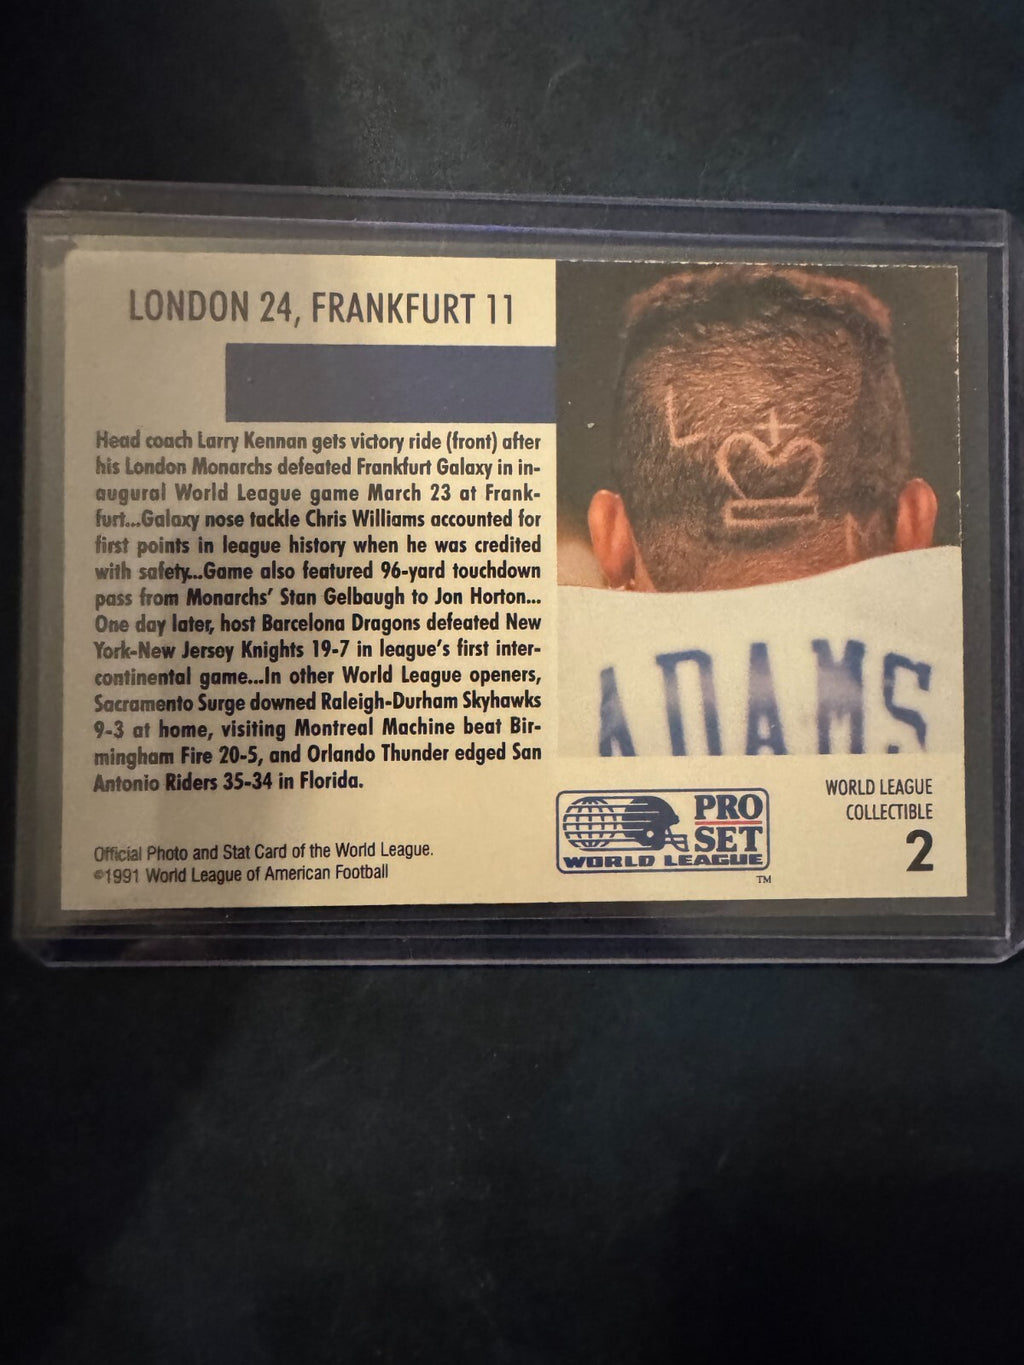 LONDON 24, FRANKFURT 11
Head coach Larry Kennan gets victory ride (front) after
his London Monarchs defeated Frankfurt Galaxy in in-
augural World League game March 23 at Frank-
furt...Galaxy nose tackle Chris Williams accounted for
first points in league history when he was credited
with safety...Game also featured 96-yard touchdown
pass from Monarchs' Stan Gelbaugh to Jon Horton...
One day later, host Barcelona Dragons defeated New
York-New Jersey Knights 19-7 in league's first inter-
continental game...In other World League openers,
Sacramento Surge downed Raleigh-Durham Skyhawks
9-3 at home, visiting Montreal Machine beat Bir-
mingham Fire 20-5, and Orlando Thunder edged San
Antonio Riders 35-34 in Florida.
Official Photo and Stat Card of the World League.
©1991 World League of American Football
L
ADAMS
PRO
SET
WORLD LEAGUE
TM
WORLD LEAGUE
COLLECTIBLE
2